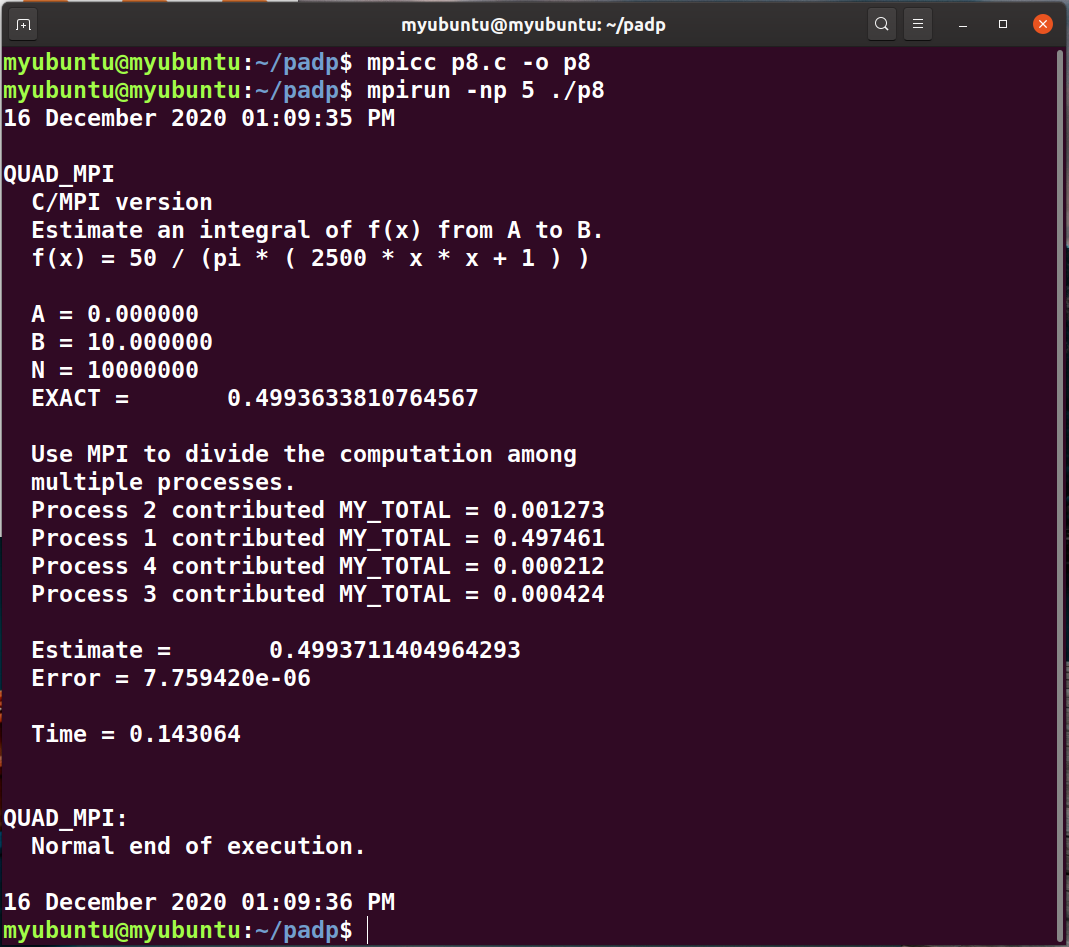 myubuntu@myubuntu: ~/padp
myubuntu@myubuntu:~/padp$ mpicc p8.c -o p8
myubuntu@myubuntu:~/padp$ mpirun -np 5 ./p8
16 December 2020 01:09:35 PM
QUAD_MPI
C/MPI version
Estimate an integral of f(x) from A to B.
f(x) = 50 / (pi * ( 2500 * x * x + 1 ) )
A = 0.000000
B = 10.000000
N = 10000000
EXACT = 0.4993633810764567
Use MPI to divide the computation among
multiple processes.
Process 2 contributed MY_TOTAL = 0.001273
Process 1 contributed MY_TOTAL = 0.497461
Process 4 contributed MY_TOTAL = 0.000212
Process 3 contributed MY_TOTAL = 0.000424
Estimate = 0.4993711404964293
Error = 7.759420e-06
Time = 0.143064
QUAD_MPI:
Normal end of execution.
16 December 2020 01:09:36 PM
myubuntu@myubuntu:~/padp$